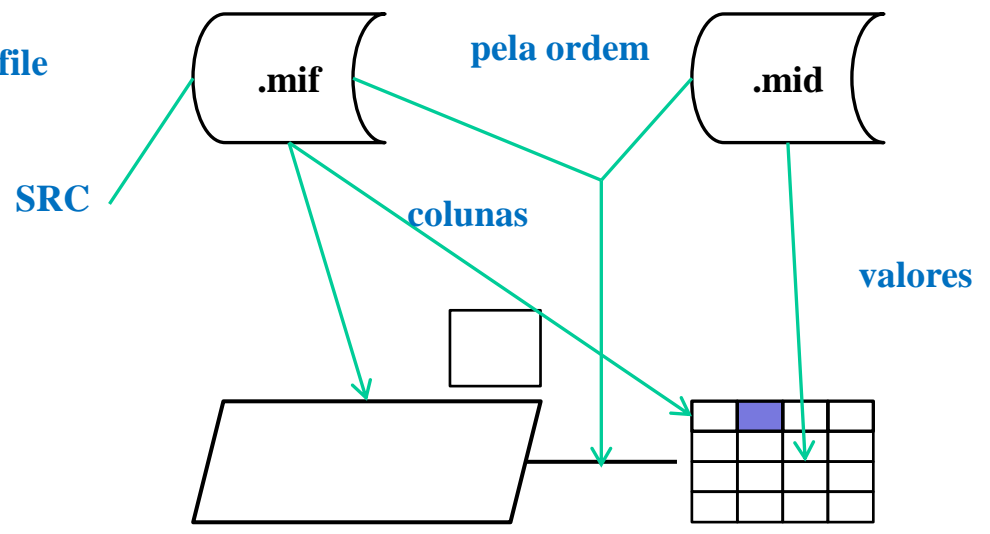 file
.mif
pela ordem
.mid
SRC
colunas
valores